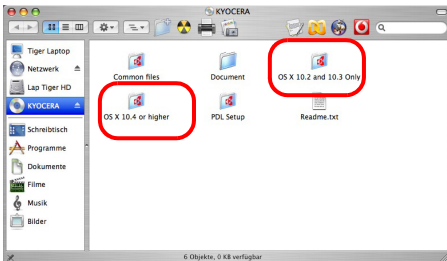 KYOCERA
Tiger Laptop
Netzwerk
Lap Tiger HD
KYOCERA
Schreibtisch
Programme
Dokumente
Filme
Musik
Bilder
Common files
Document
OS X 10.2 and 10.3 Only
OS X 10.4 or higher
PDL Setup
Readme.txt
6 Objekte, 0 KB verfügbar